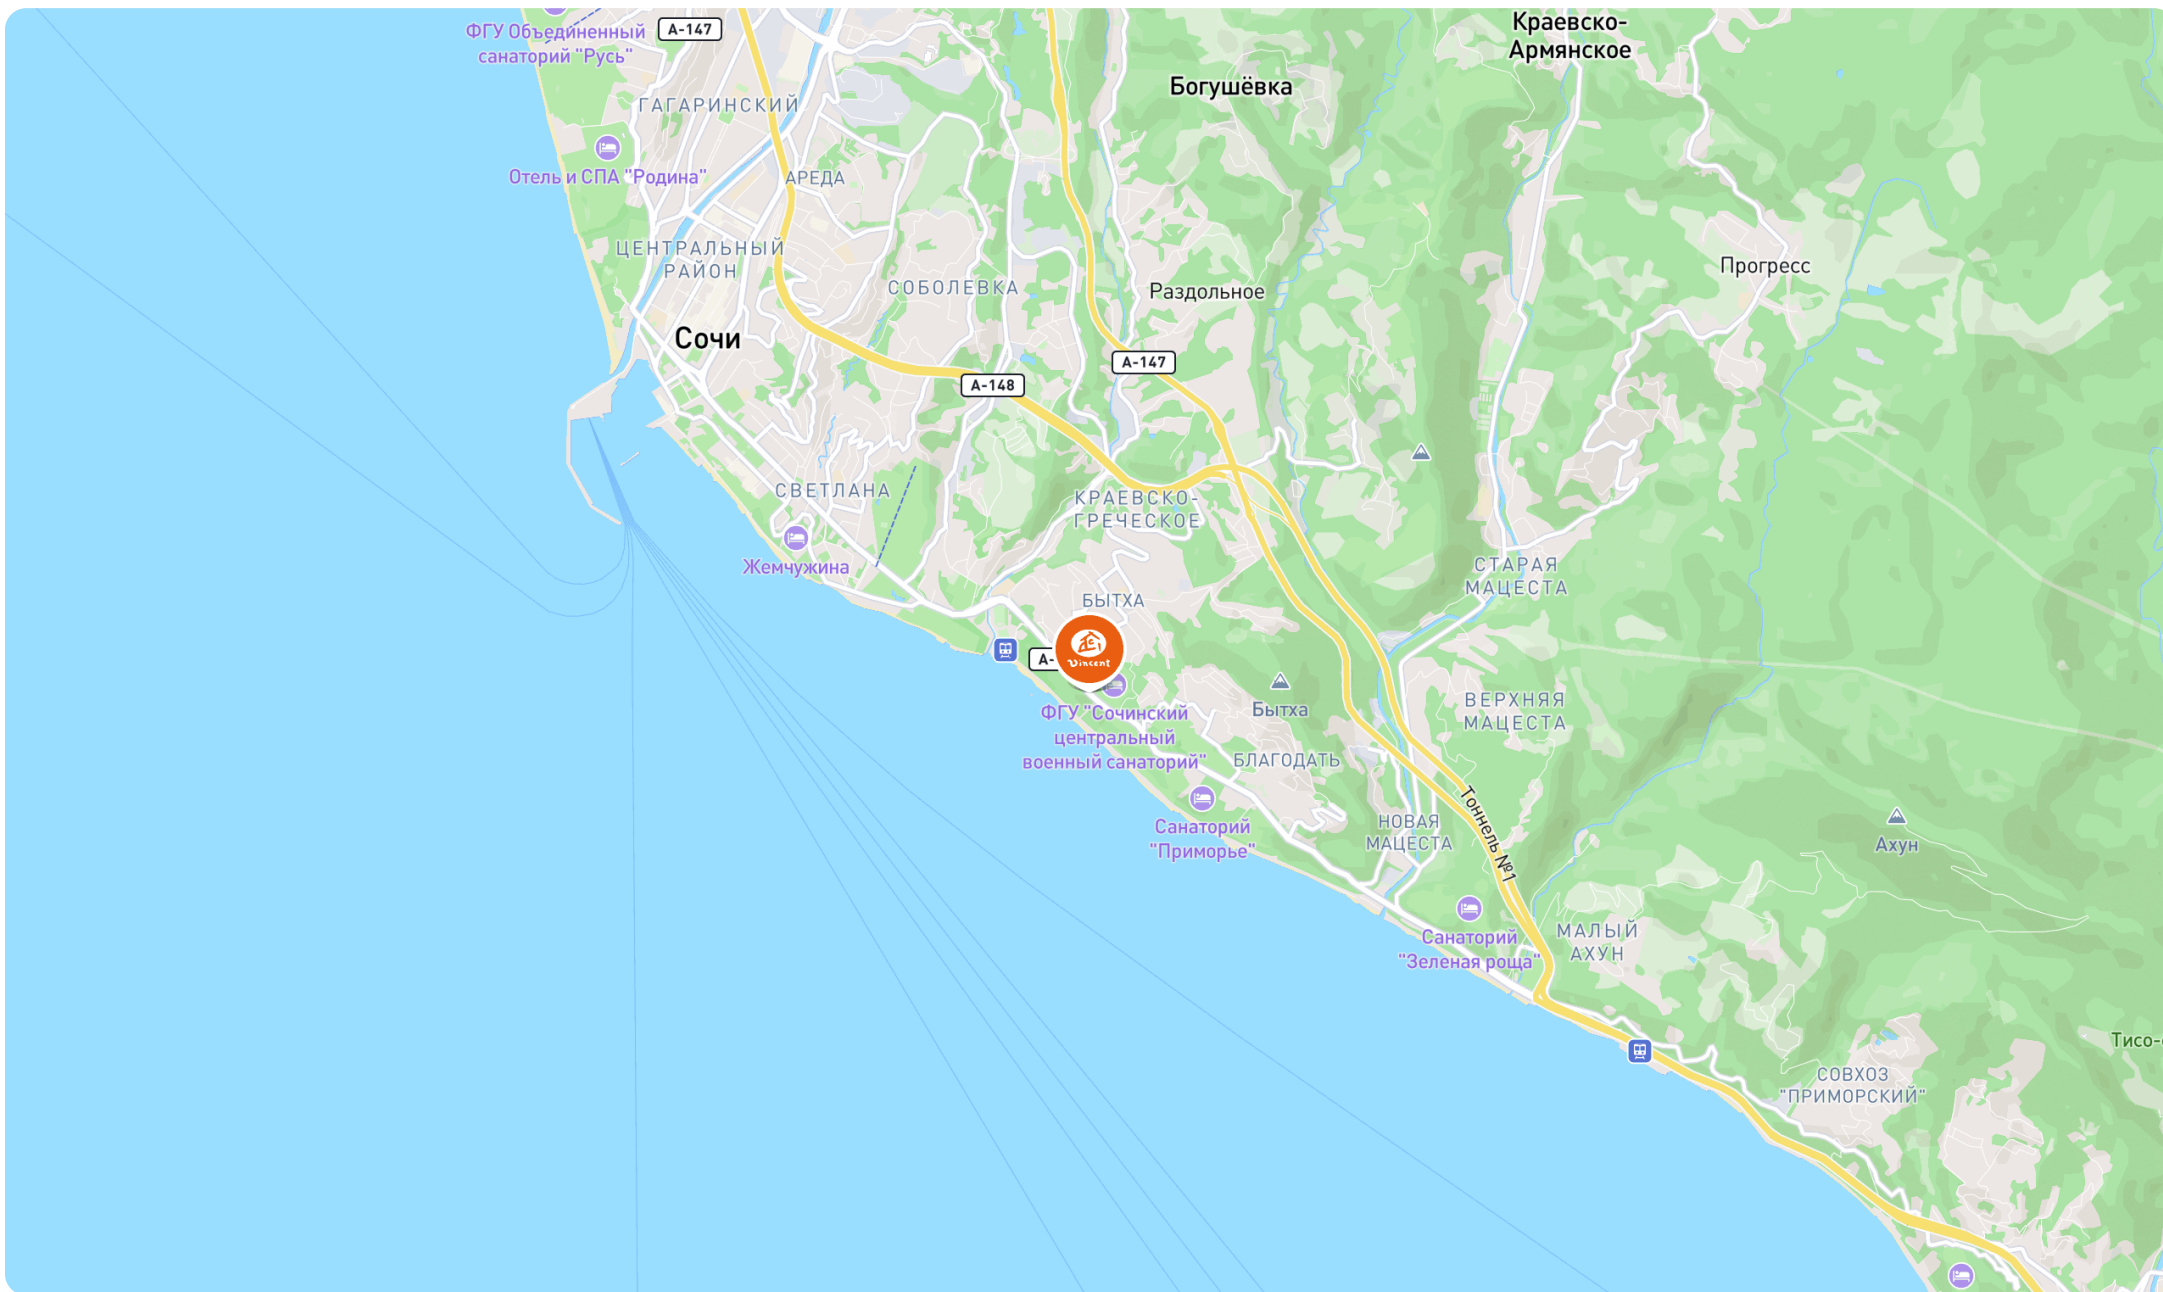 ФГУ Объединенный
санаторий "Русь"
А-147
Краевско-
Армянское
Богушёвка
ГАГАРИНСКИЙ
Отель и СПА "Родина"
АРЕДА
ЦЕНТРАЛЬНЫЙ
РАЙОН
СОБОЛЕВКА
Раздольное
Прогресс
Сочи
А-147
А-148
СВЕТЛАНА
КРАЕВСКО-
ГРЕЧЕСКОЕ
Жемчужина
СТАРАЯ
МАЦЕСТА
БЫТХА
Vincent
А-
ФГУ "Сочинский
центральный
военный санаторий"
Бытха
ВЕРХНЯЯ
МАЦЕСТА
БЛАГОДАТЬ
Тоннель №1
Санаторий
"Приморье"
НОВАЯ
МАЦЕСТА
Ахун
Санаторий
"Зеленая роща"
МАЛЫЙ
АХУН
Тисо-
СОВХОЗ
"ПРИМОРСКИЙ"